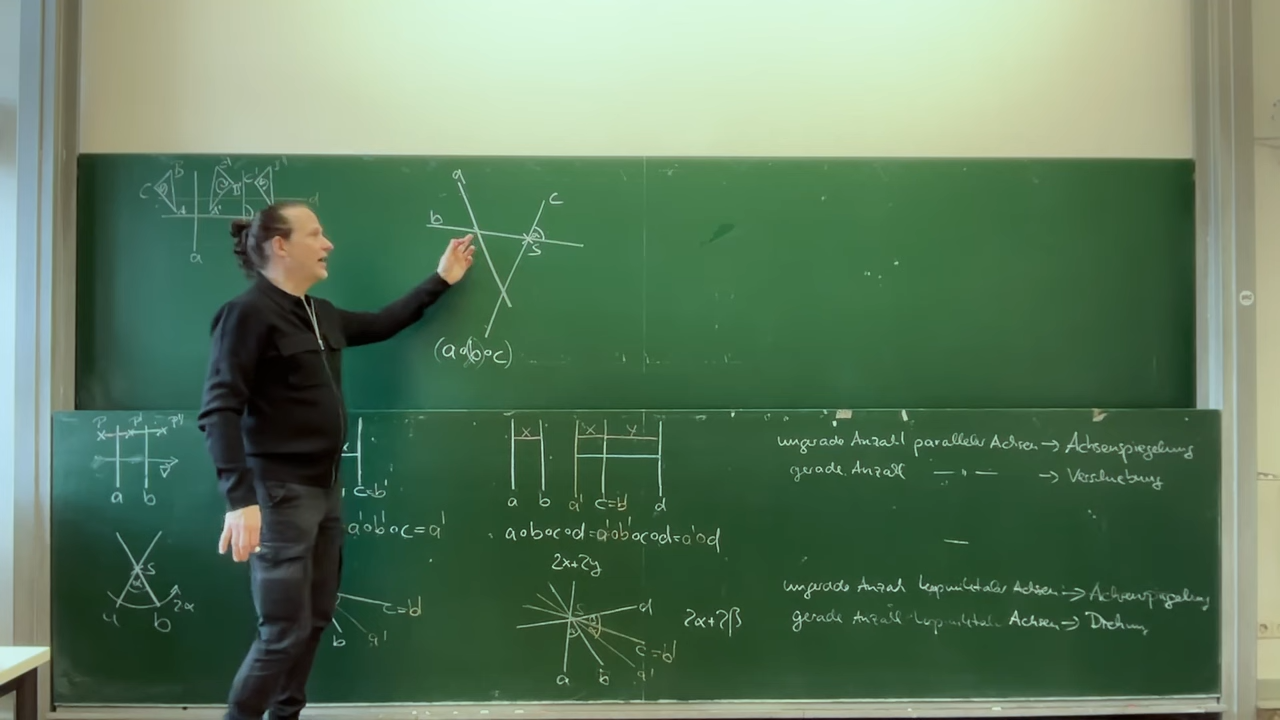 C B C' B'
A A' d
a
a
b c
α
S
(a∘(b)∘c)
P P' P''
a b
S
α
a b 2α
c=b'
a'∘b'∘c=a'
c=b'
b a'
x
a b
x y
a' c=b' d
a∘b∘c∘d=a'∘b'∘c∘d=a'∘d
2x+2y
S
d
c=b'
a b a'
2α+2β
ungerade Anzahl paralleler Achsen → Achsenspiegelung
gerade Anzahl — " — → Verschiebung
—
ungerade Anzahl kopunktaler Achsen → Achsenspiegelung
gerade Anzahl kopunktaler Achsen → Drehung